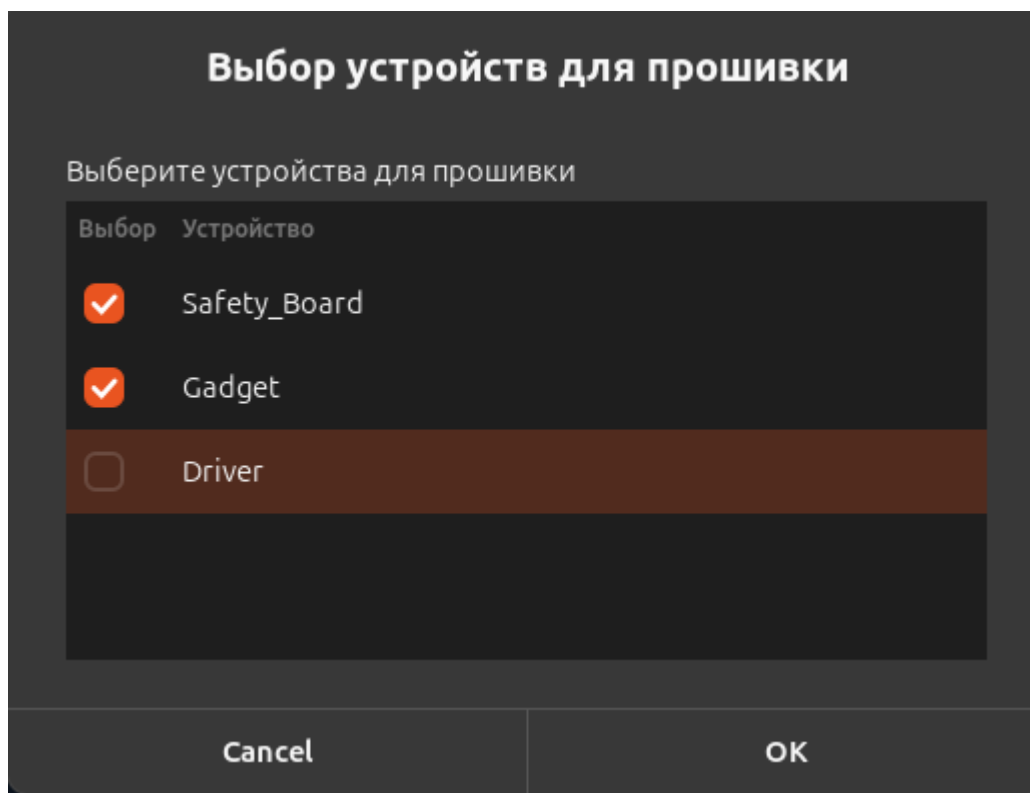 Выбор устройств для прошивки
Выберите устройства для прошивки
Выбор Устройство
Safety_Board
Gadget
Driver
Cancel OK